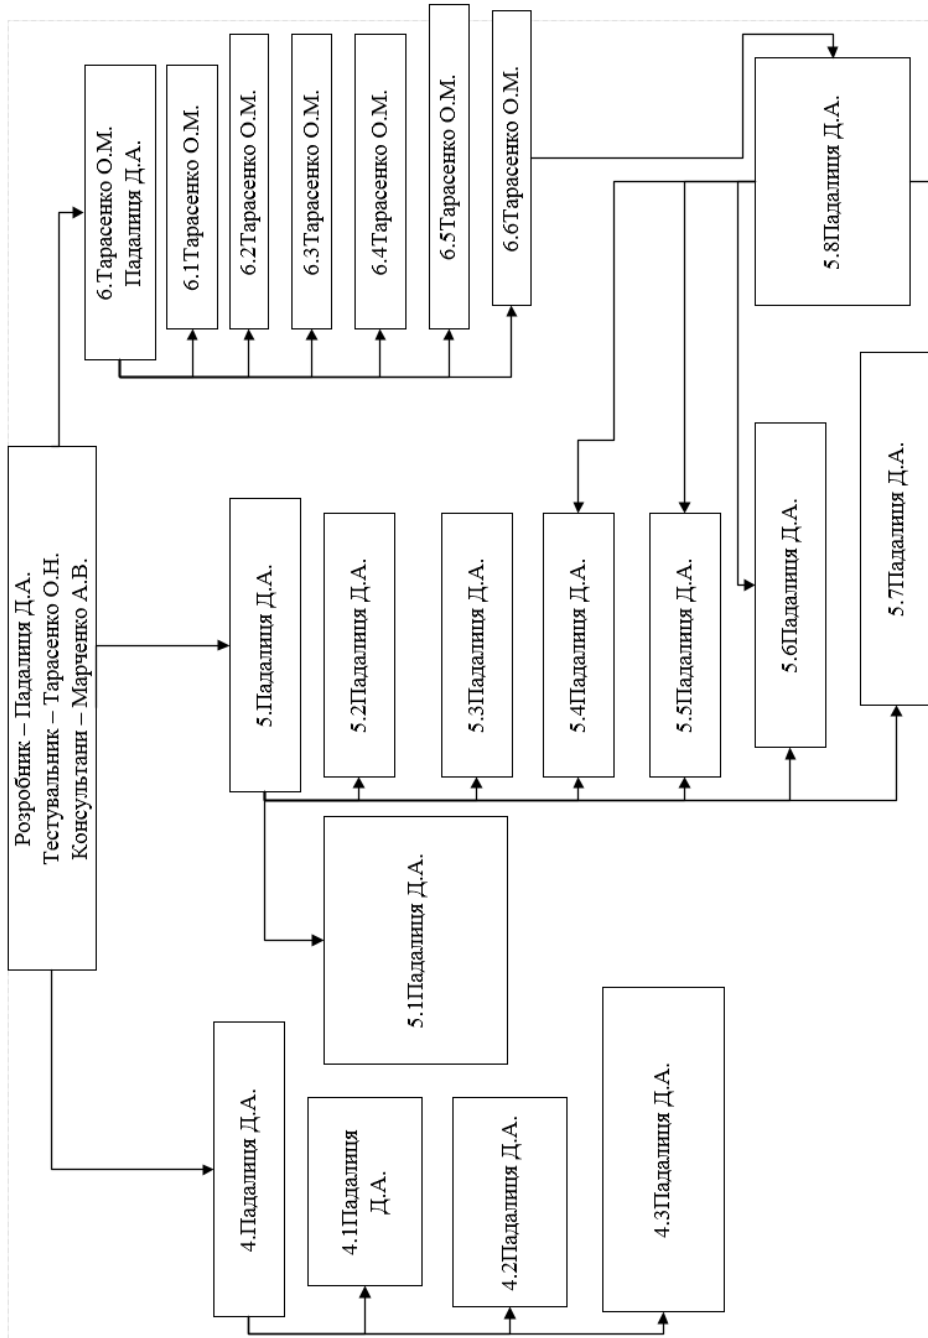 Розробник – Падалиця Д.А.
Тестувальник – Тарасенко О.Н.
Консультани – Марченко А.В.
4.Падалиця Д.А.
4.1Падалиця
Д.А.
4.2Падалиця Д.А.
4.3Падалиця Д.А.
5.Падалиця Д.А.
5.1Падалиця Д.А.
5.2Падалиця Д.А.
5.3Падалиця Д.А.
5.4Падалиця Д.А.
5.5Падалиця Д.А.
5.6Падалиця Д.А.
5.7Падалиця Д.А.
5.8Падалиця Д.А.
6.Тарасенко О.М.
Падалиця Д.А.
6.1Тарасенко О.М.
6.2Тарасенко О.М.
6.3Тарасенко О.М.
6.4Тарасенко О.М.
6.5Тарасенко О.М.
6.6Тарасенко О.М.